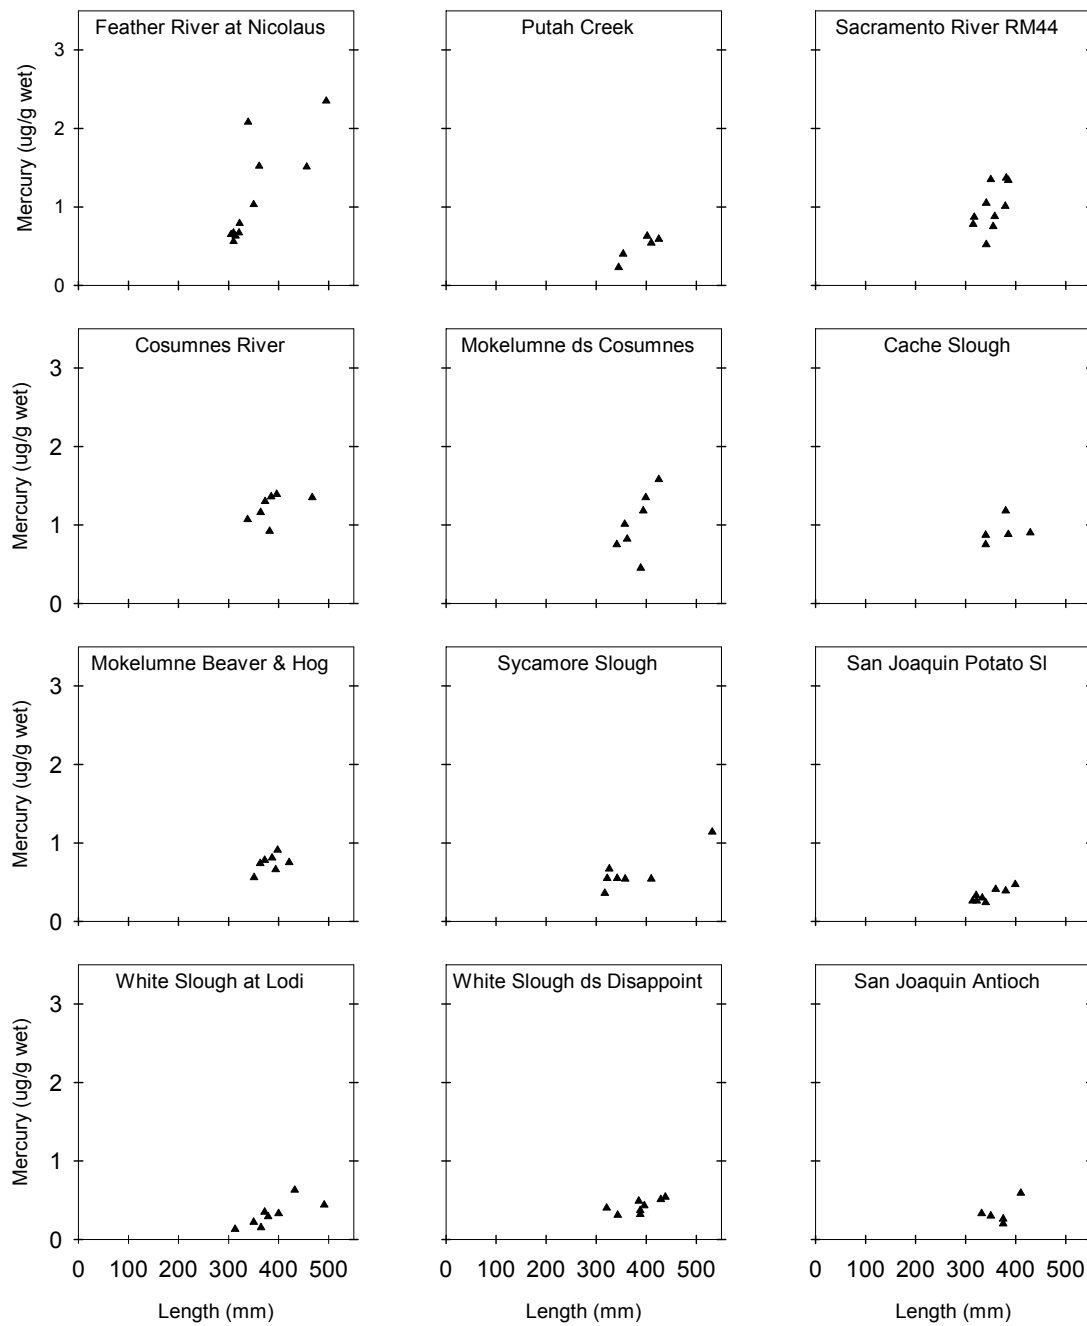 Feather River at Nicolaus
Putah Creek
Sacramento River RM44
Mercury (ug/g wet)
3
2
1
0
Cosumnes River
Mokelumne ds Cosumnes
Cache Slough
Mercury (ug/g wet)
3
2
1
0
Mokelumne Beaver & Hog
Sycamore Slough
San Joaquin Potato Sl
Mercury (ug/g wet)
3
2
1
0
White Slough at Lodi
White Slough ds Disappoint
San Joaquin Antioch
Mercury (ug/g wet)
3
2
1
0
0 100 200 300 400 500
0 100 200 300 400 500
0 100 200 300 400 500
Length (mm)
Length (mm)
Length (mm)